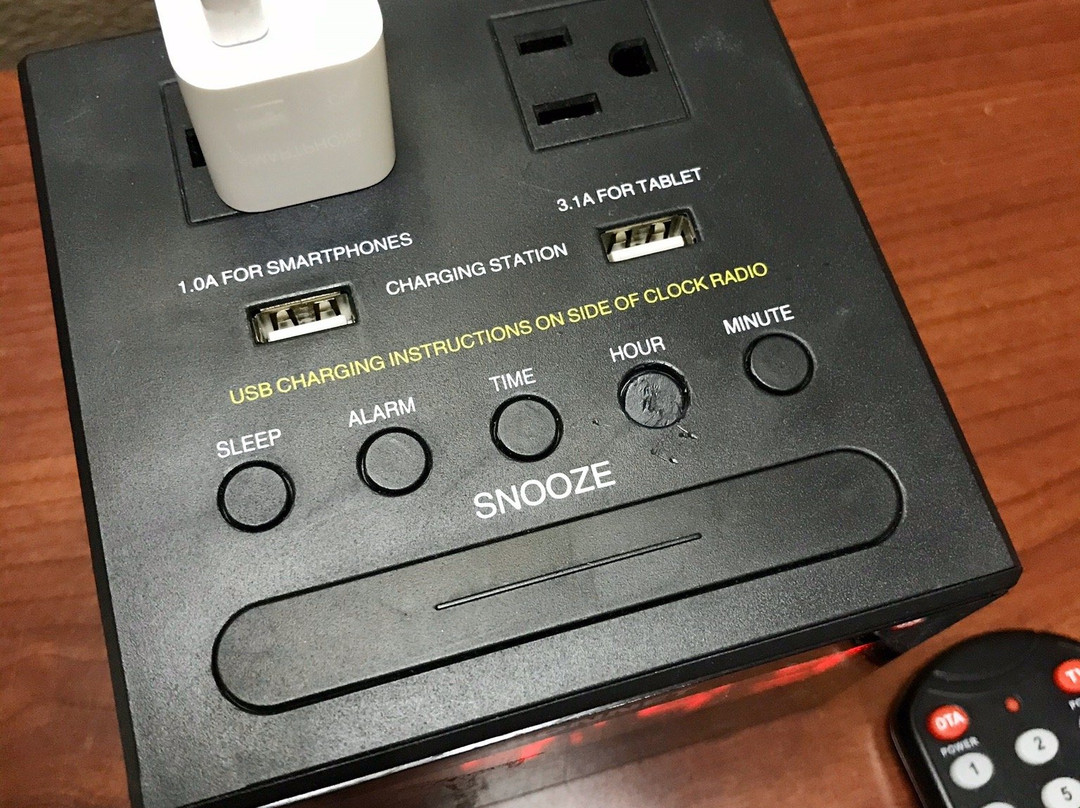 3.1A FOR TABLET
1.0A FOR SMARTPHONES
CHARGING STATION
USB CHARGING INSTRUCTIONS ON SIDE OF CLOCK RADIO
SLEEP
ALARM
TIME
HOUR
MINUTE
SNOOZE
OTA
POWER
1
2
5